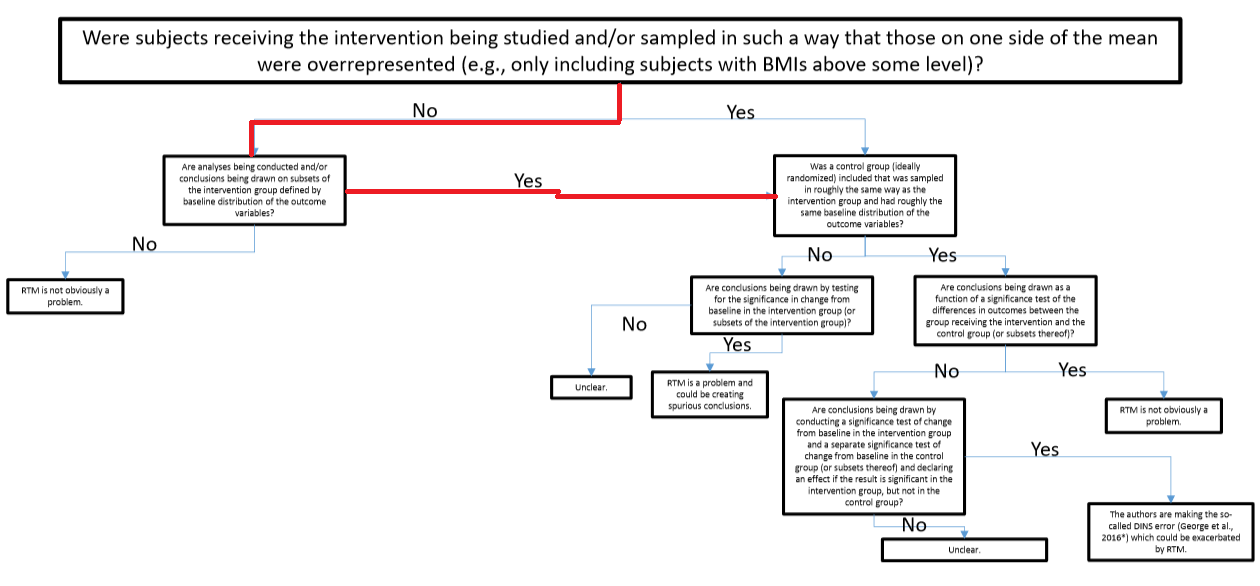 Were subjects receiving the intervention being studied and/or sampled in such a way that those on one side of the mean
were overrepresented (e.g., only including subjects with BMIs above some level)?
No
Yes
Are analyses being conducted and/or
conclusions being drawn on subsets of
the intervention group defined by
baseline distribution of the outcome
variables?
Yes
Was a control group (ideally
randomized) included that was sampled
in roughly the same way as the
intervention group and had roughly the
same baseline distribution of the
outcome variables?
No
RTM is not obviously a
problem.
No
Yes
Are conclusions being drawn by testing
for the significance in change from
baseline in the intervention group (or
subsets of the intervention group)?
Are conclusions being drawn as a
function of a significance test of the
differences in outcomes between the
group receiving the intervention and the
control group (or subsets thereof)?
No
Yes
Unclear.
RTM is a problem and
could be creating
spurious conclusions.
No
Yes
Are conclusions being drawn by
conducting a significance test of change
from baseline in the intervention group
and a separate significance test of
change from baseline in the control
group (or subsets thereof) and declaring
an effect if the result is significant in the
intervention group, but not in the
control group?
RTM is not obviously a
problem.
Yes
No
Unclear.
The authors are making the so-
called DINS error (George et al.,
2016*) which could be exacerbated
by RTM.